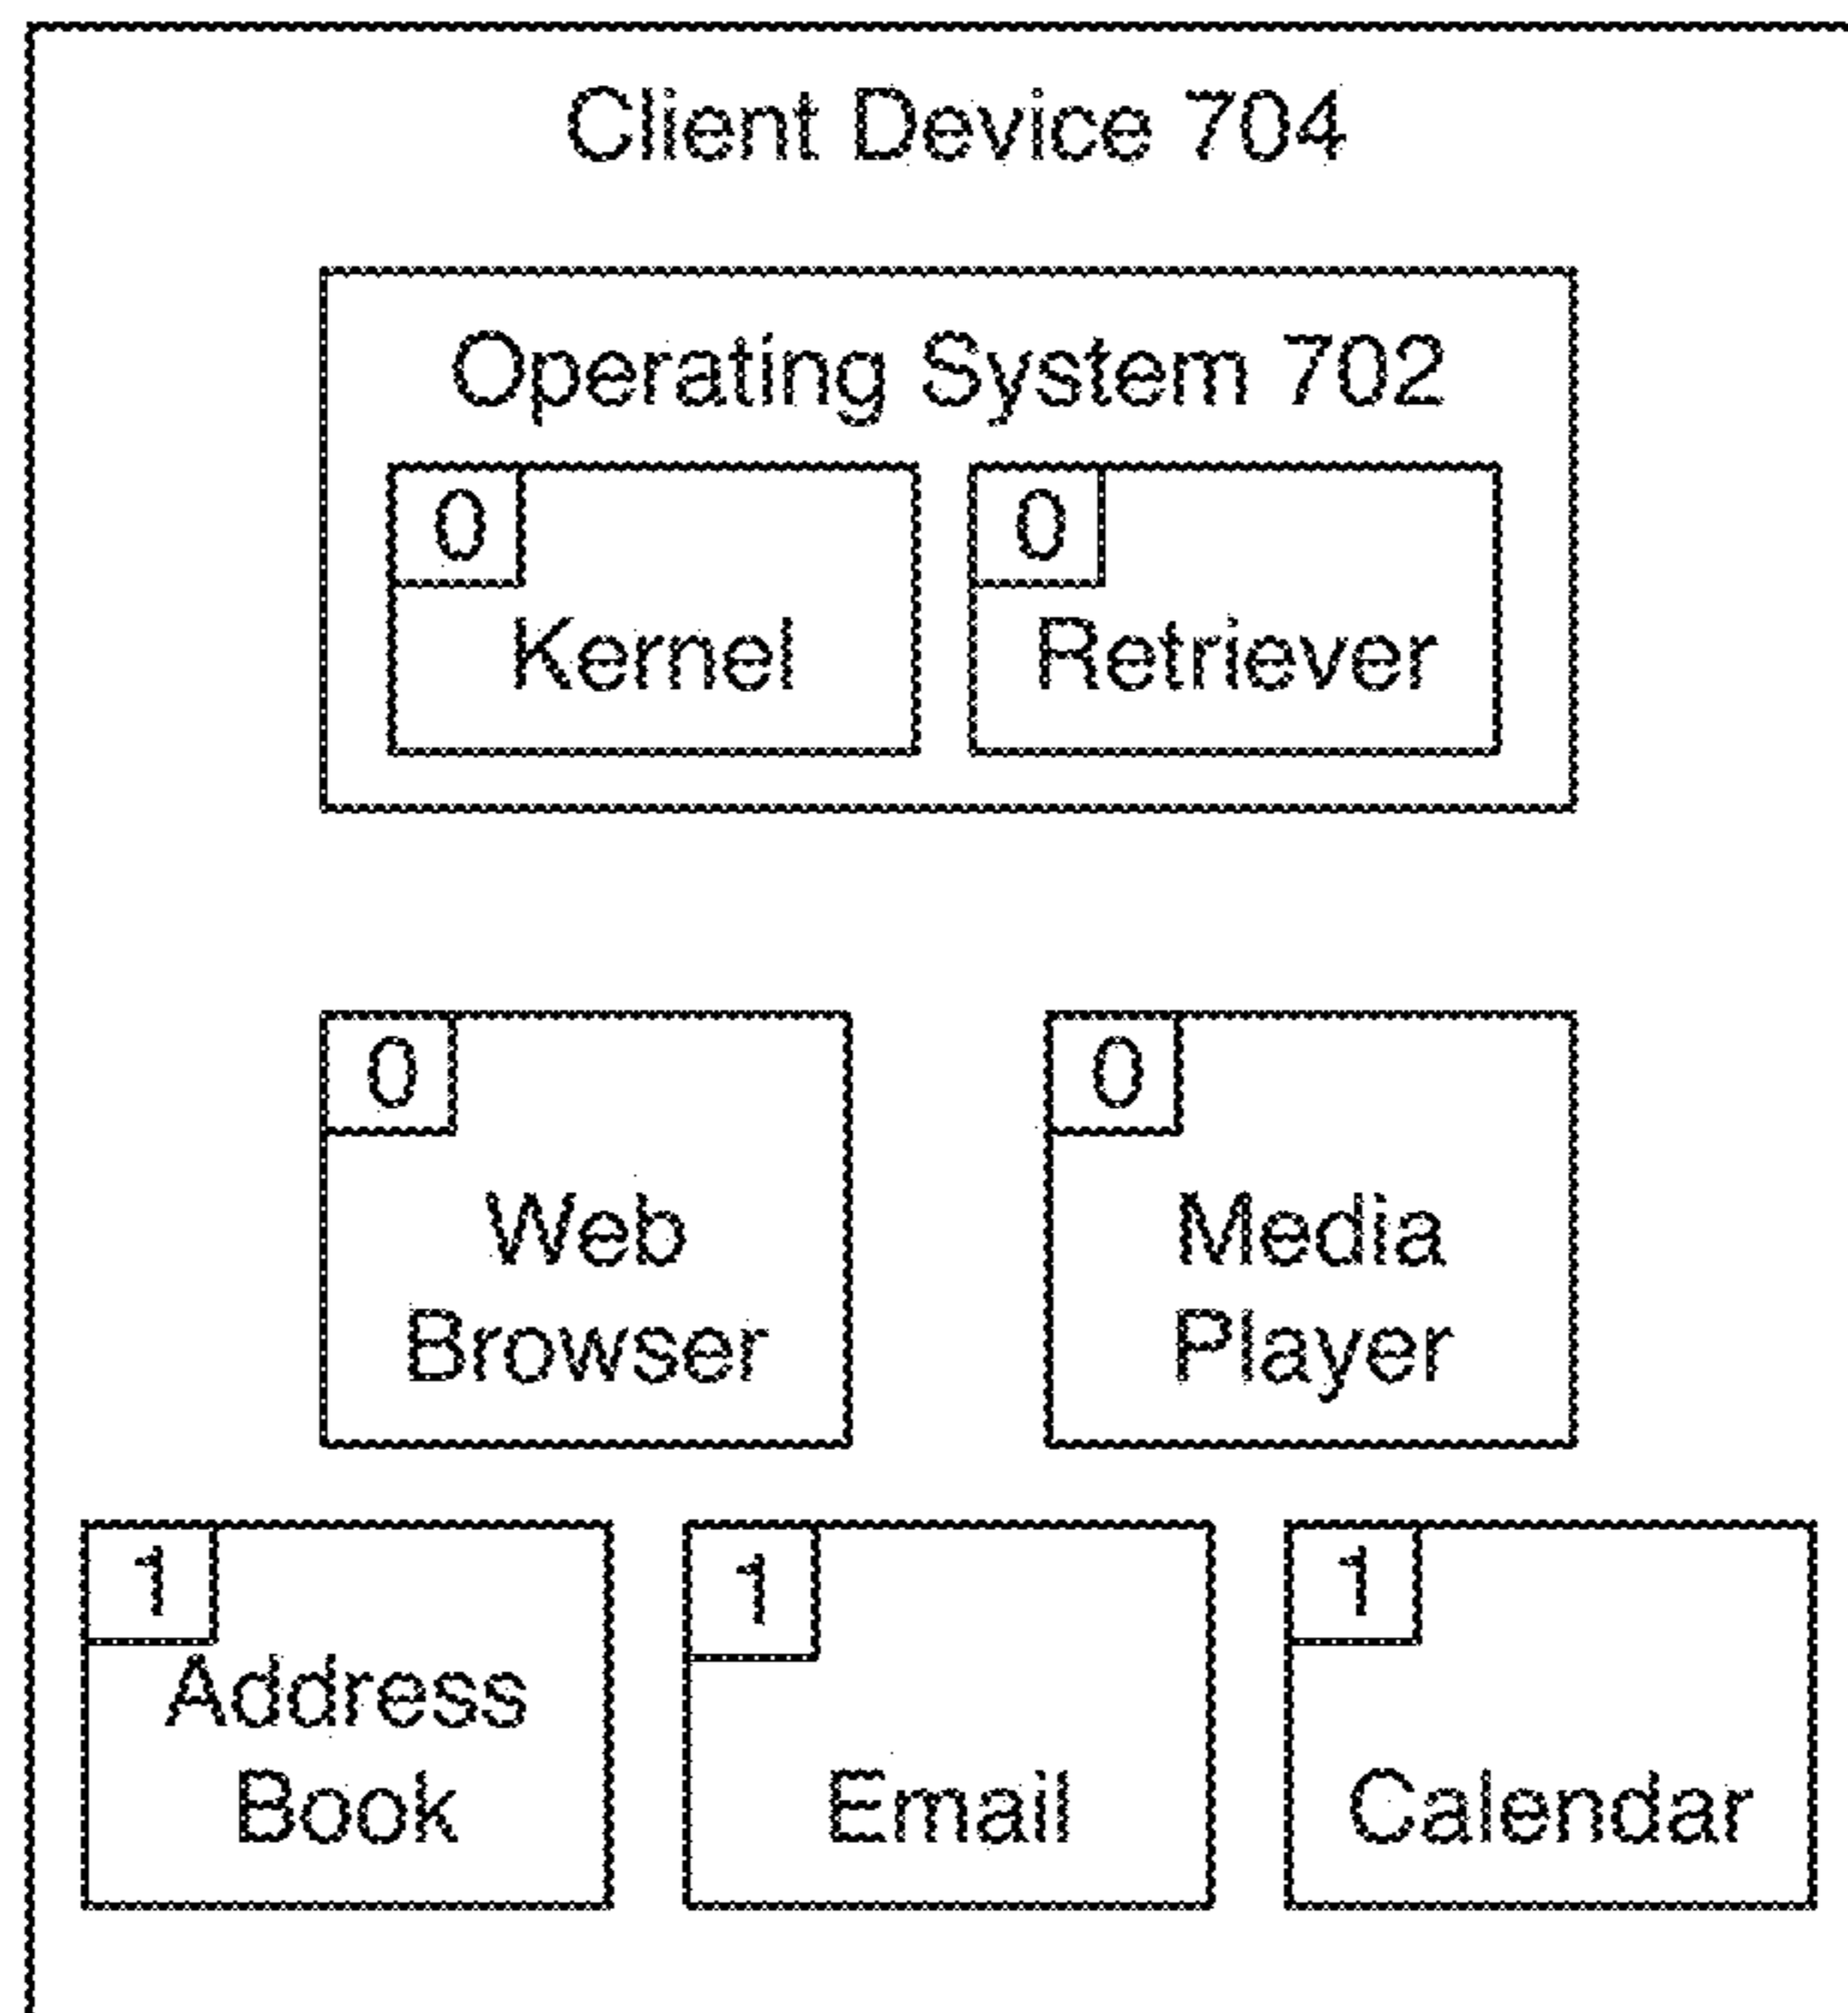 Client Device 704
Operating System 702
0 0
Kernel Retriever
0 0
Web Media
Browser Player
1 1 1
Address
Book Email Calendar